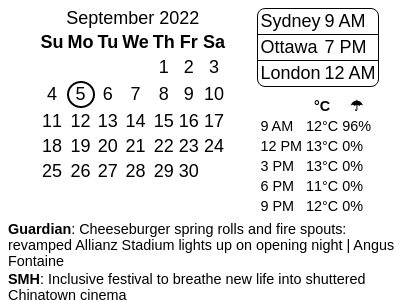 September 2022
Su Mo Tu We Th Fr Sa
1 2 3
4 5 6 7 8 9 10
11 12 13 14 15 16 17
18 19 20 21 22 23 24
25 26 27 28 29 30
Sydney 9 AM
Ottawa 7 PM
London 12 AM
°C ☂
9 AM 12°C 96%
12 PM 13°C 0%
3 PM 13°C 0%
6 PM 11°C 0%
9 PM 12°C 0%
Guardian: Cheeseburger spring rolls and fire spouts:
revamped Allianz Stadium lights up on opening night | Angus
Fontaine
SMH: Inclusive festival to breathe new life into shuttered
Chinatown cinema